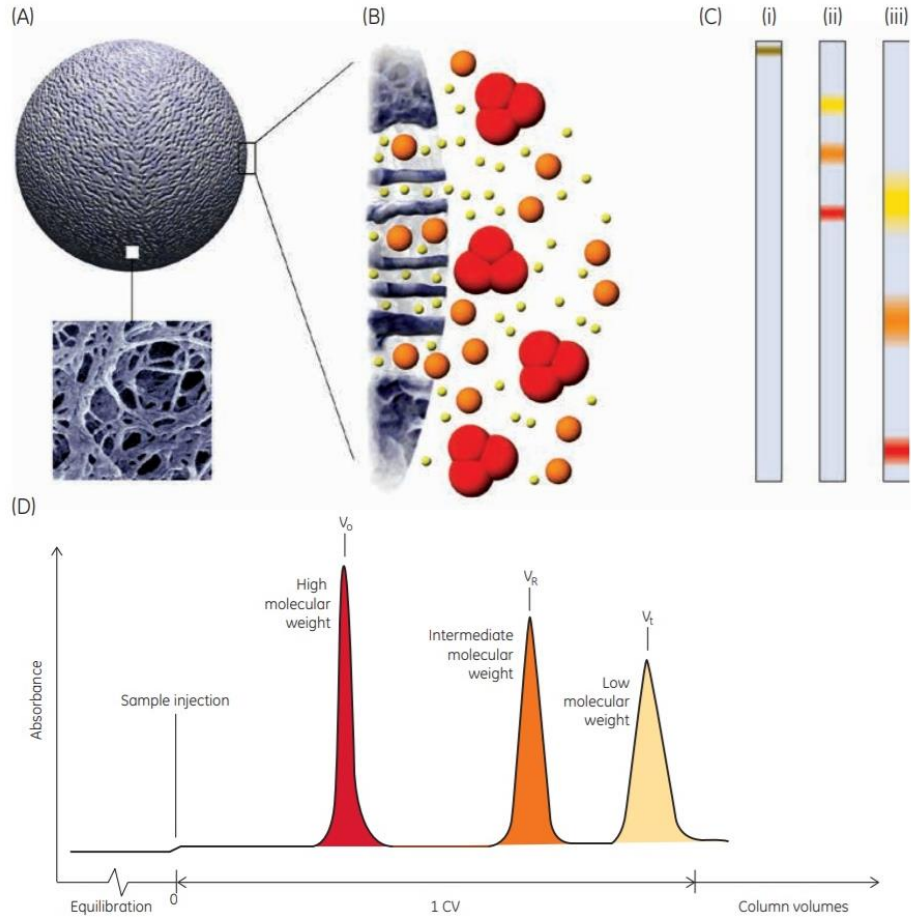 (A)
(B)
(C)
(i)
(ii)
(iii)
(D)
Vo
High
molecular
weight
VR
Intermediate
molecular
weight
Vt
Low
molecular
weight
Sample injection
Absorbance
Equilibration
0
1 CV
Column volumes